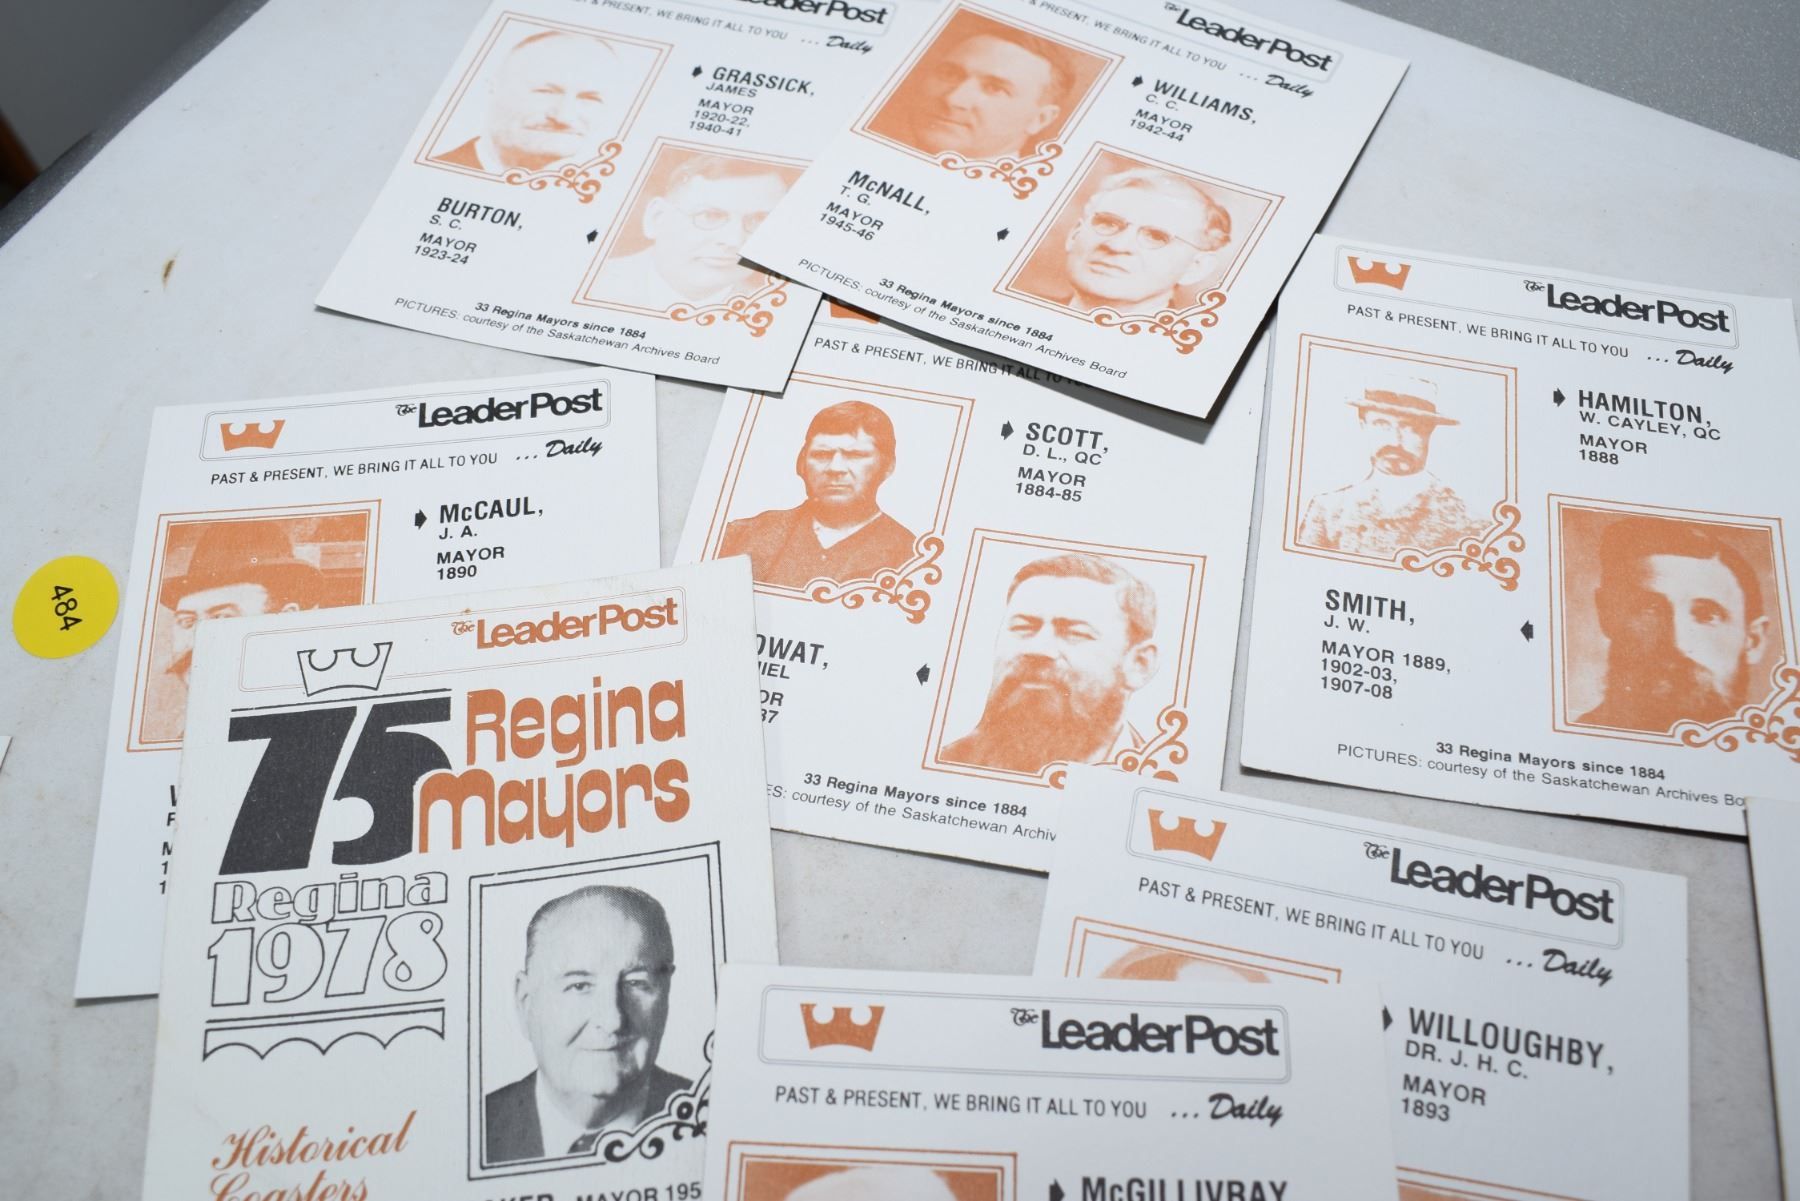 LeaderPost
& PRESENT, WE BRING IT ALL TO YOU ... Daily
GRASSICK,
JAMES
MAYOR
1920-22,
1940-41
BURTON,
S. C.
MAYOR
1923-24
33 Regina Mayors since 1884
PICTURES: courtesy of the Saskatchewan Archives Board
The LeaderPost
& PRESENT, WE BRING IT ALL TO YOU ... Daily
WILLIAMS,
C. C.
MAYOR
1942-44
McNALL,
T. G.
MAYOR
1945-46
33 Regina Mayors since 1884
PICTURES: courtesy of the Saskatchewan Archives Board
The LeaderPost
PAST & PRESENT, WE BRING IT ALL TO YOU ... Daily
HAMILTON,
W. CAYLEY, QC
MAYOR
1888
SMITH,
J. W.
MAYOR 1889,
1902-03,
1907-08
33 Regina Mayors since 1884
PICTURES: courtesy of the Saskatchewan Archives Bo
PAST & PRESENT, WE BRING IT ALL TO
SCOTT,
D. L., QC
MAYOR
1884-85
OWAT,
IEL
OR
87
33 Regina Mayors since 1884
ES: courtesy of the Saskatchewan Archiv
The LeaderPost
PAST & PRESENT, WE BRING IT ALL TO YOU ... Daily
McCAUL,
J. A.
MAYOR
1890
484
The LeaderPost
75 Regina
Mayors
Regina
1978
Historical
Coasters
MAYOR 195
The LeaderPost
PAST & PRESENT, WE BRING IT ALL TO YOU ... Daily
WILLOUGHBY,
DR. J. H. C.
MAYOR
1893
The LeaderPost
PAST & PRESENT, WE BRING IT ALL TO YOU ... Daily
McGILLIVRAY